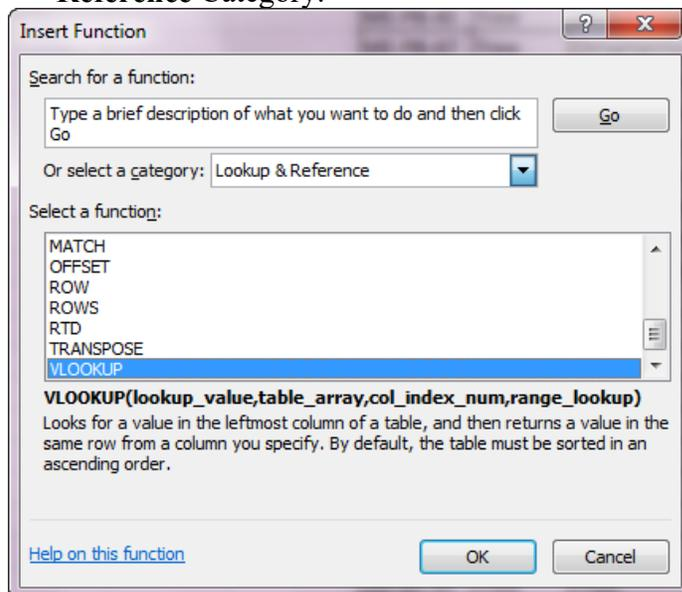 Reference Category.
Insert Function
?
X
Search for a function:
Type a brief description of what you want to do and then click
Go
Go
Or select a category: Lookup & Reference
Select a function:
MATCH
OFFSET
ROW
ROWS
RTD
TRANSPOSE
VLOOKUP
VLOOKUP(lookup_value,table_array,col_index_num,range_lookup)
Looks for a value in the leftmost column of a table, and then returns a value in the
same row from a column you specify. By default, the table must be sorted in an
ascending order.
Help on this function
OK
Cancel